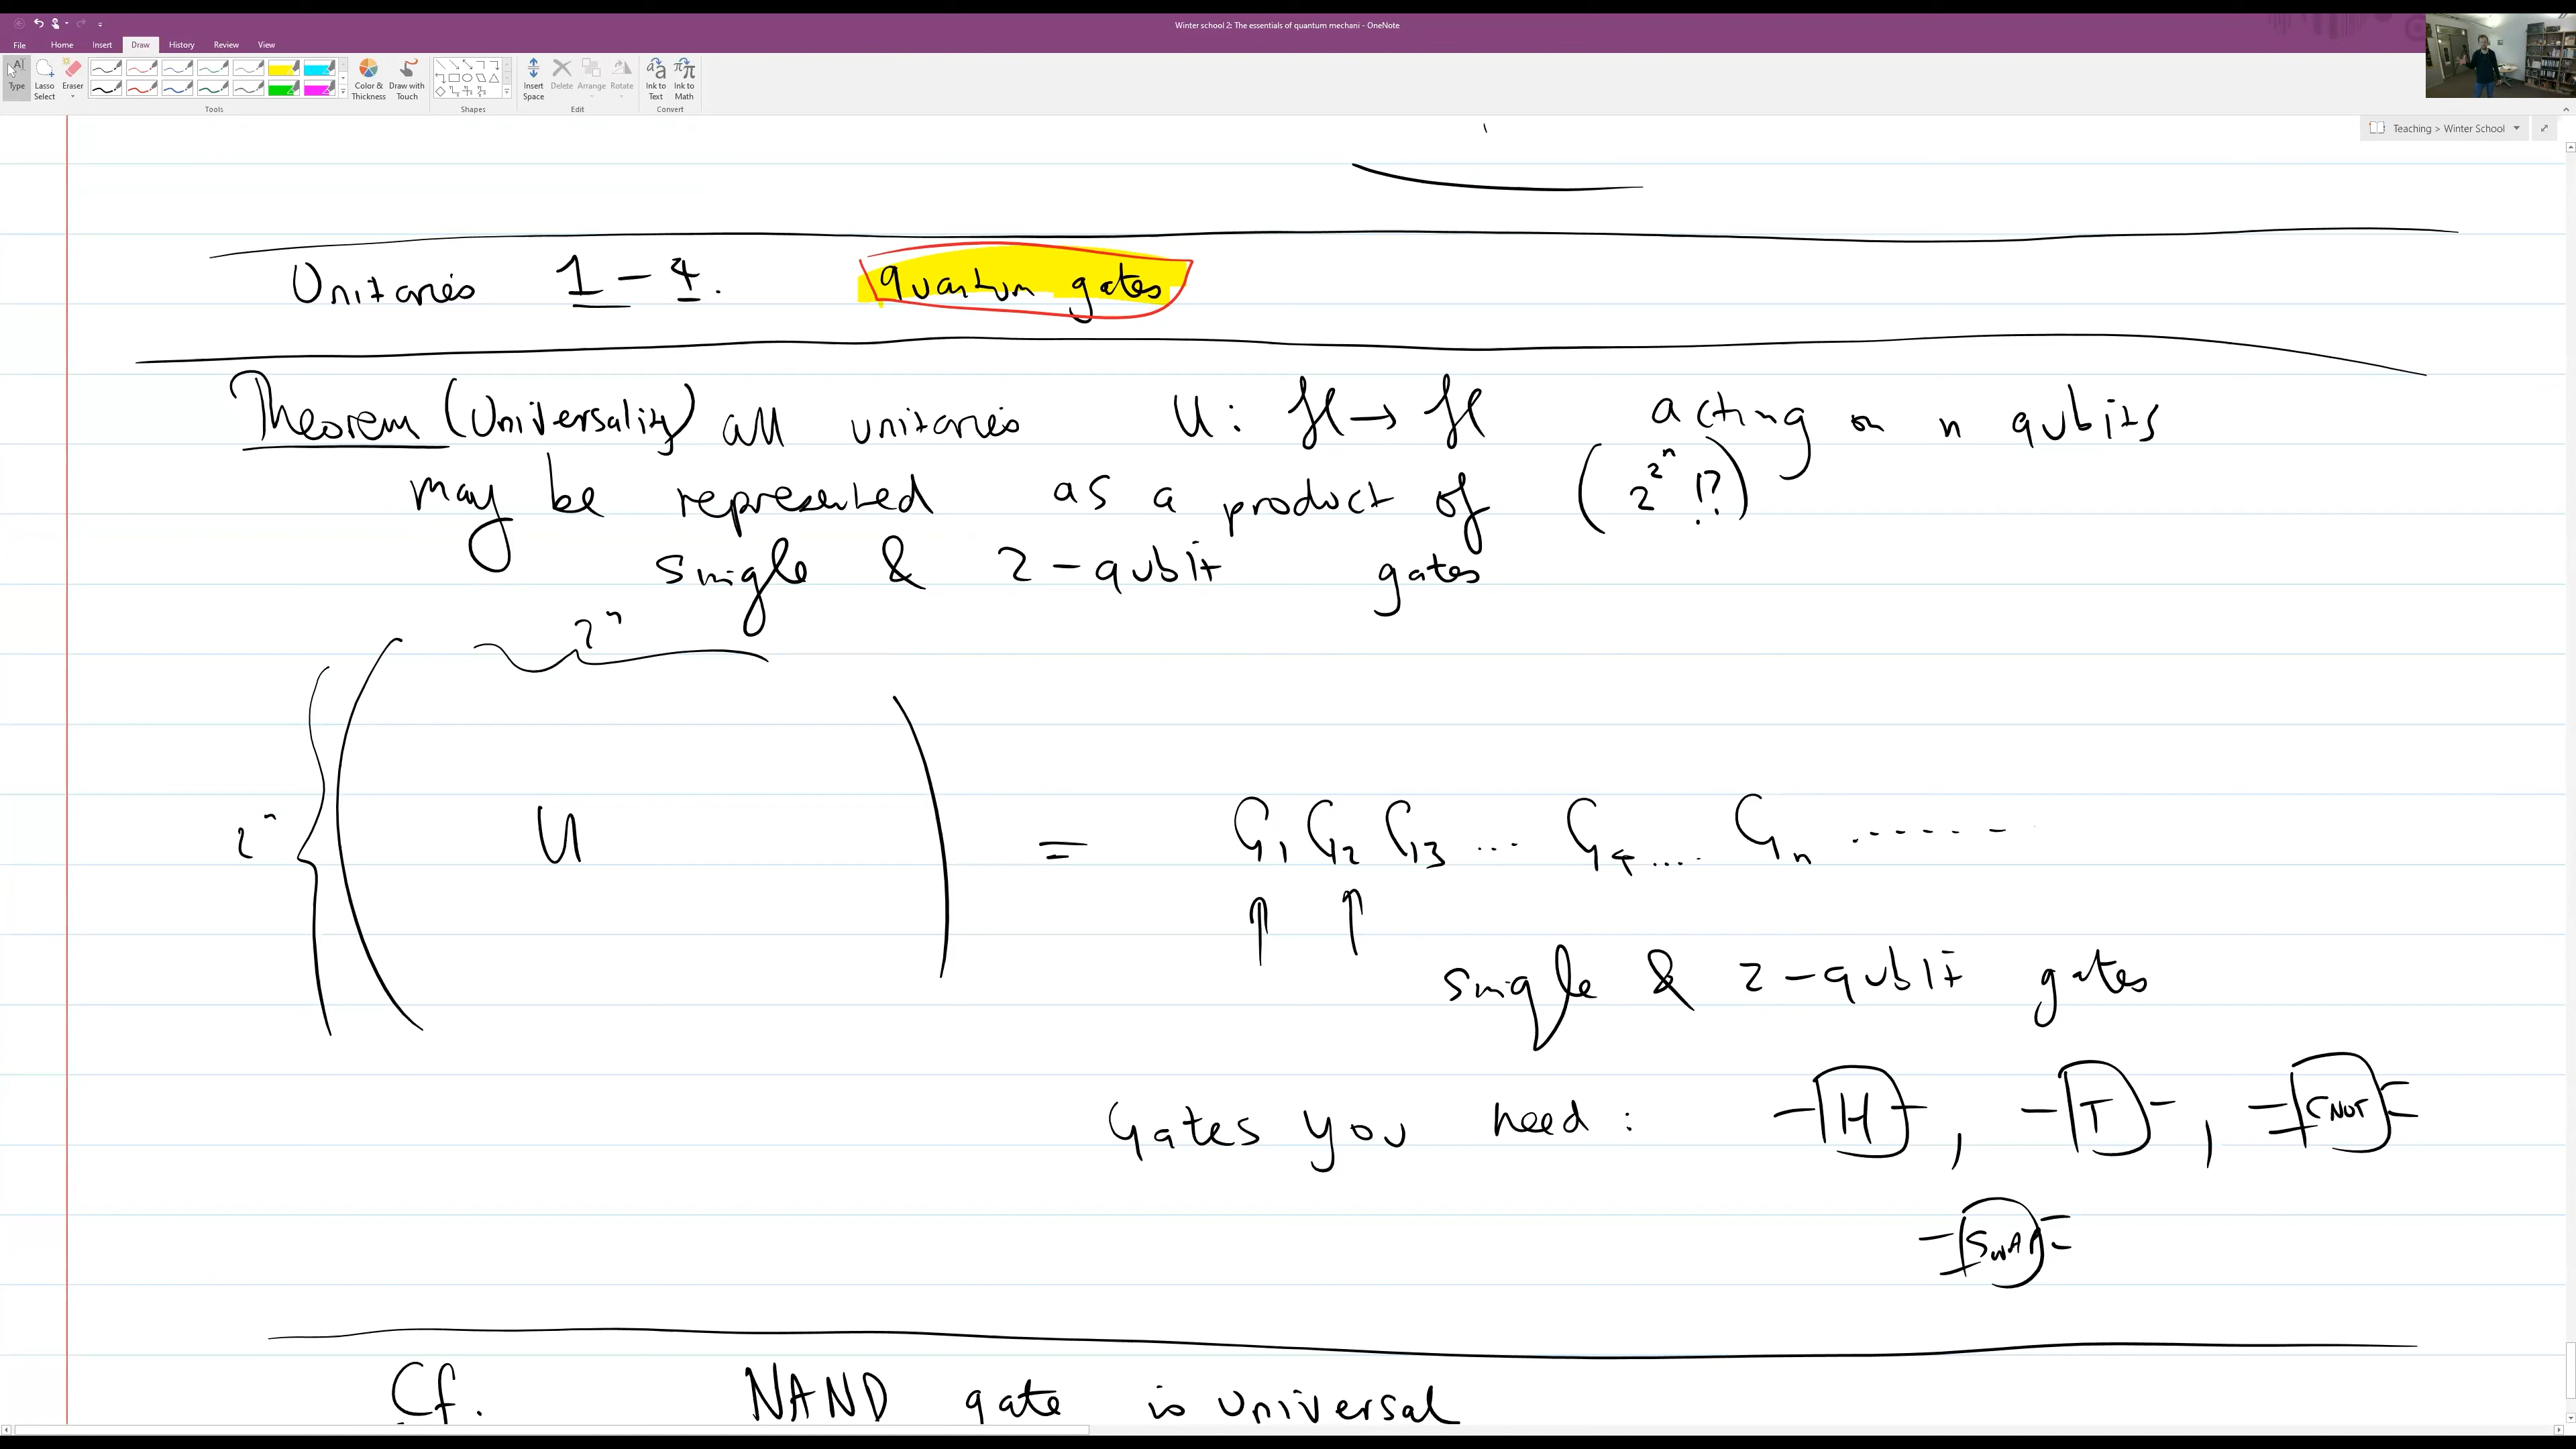 Winter school 2: The essentials of quantum mechani - OneNote
File Home Insert Draw History Review View
Type
Lasso Select
Eraser
Color & Thickness
Draw with Touch
Insert Space
Delete
Arrange
Rotate
Ink to Text
Ink to Math
Tools
Shapes
Edit
Convert
Teaching > Winter School
Unitaries 1 - 4. quantum gates
Theorem (Universality) all unitaries U: H → H acting on n qubits
may be represented as a product of (2^2^n !?)
single & 2-qubit gates
2^n
2^n ( U ) = G1 G2 G3 ... G4 .... Gn .......
↑ ↑
single & 2-qubit gates
Gates you need: H , T , CNOT
SWAP
Cf. NAND gate is universal